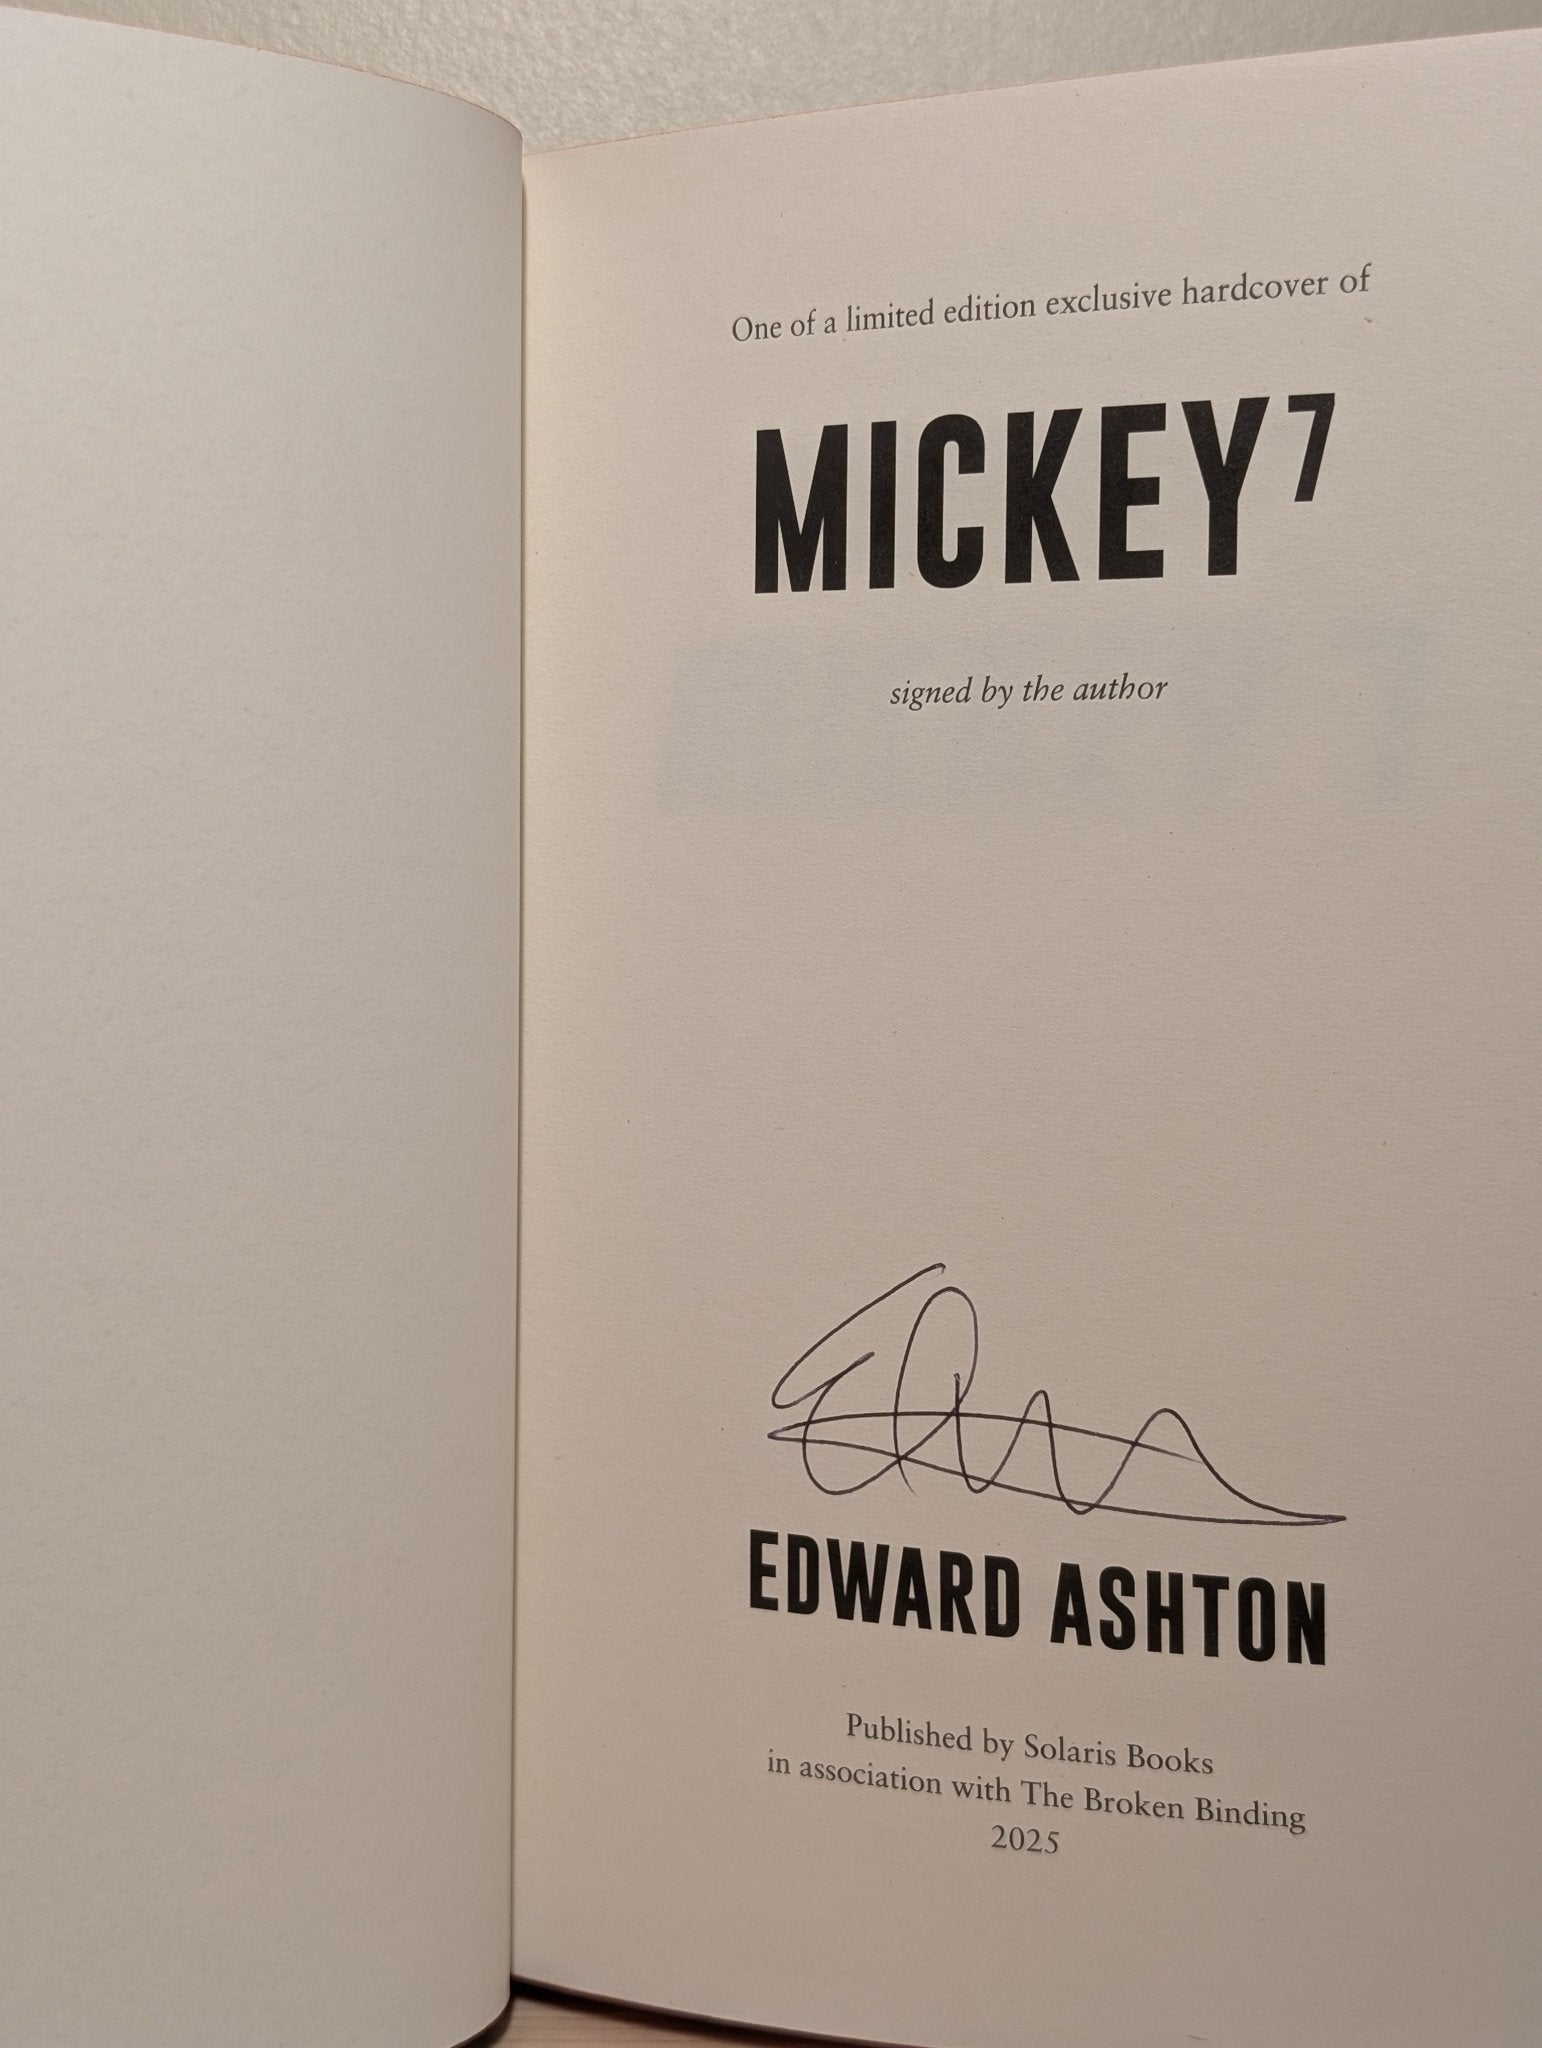 One of a limited edition exclusive hardcover of
MICKEY⁷
signed by the author
EDWARD ASHTON
Published by Solaris Books
in association with The Broken Binding
2025